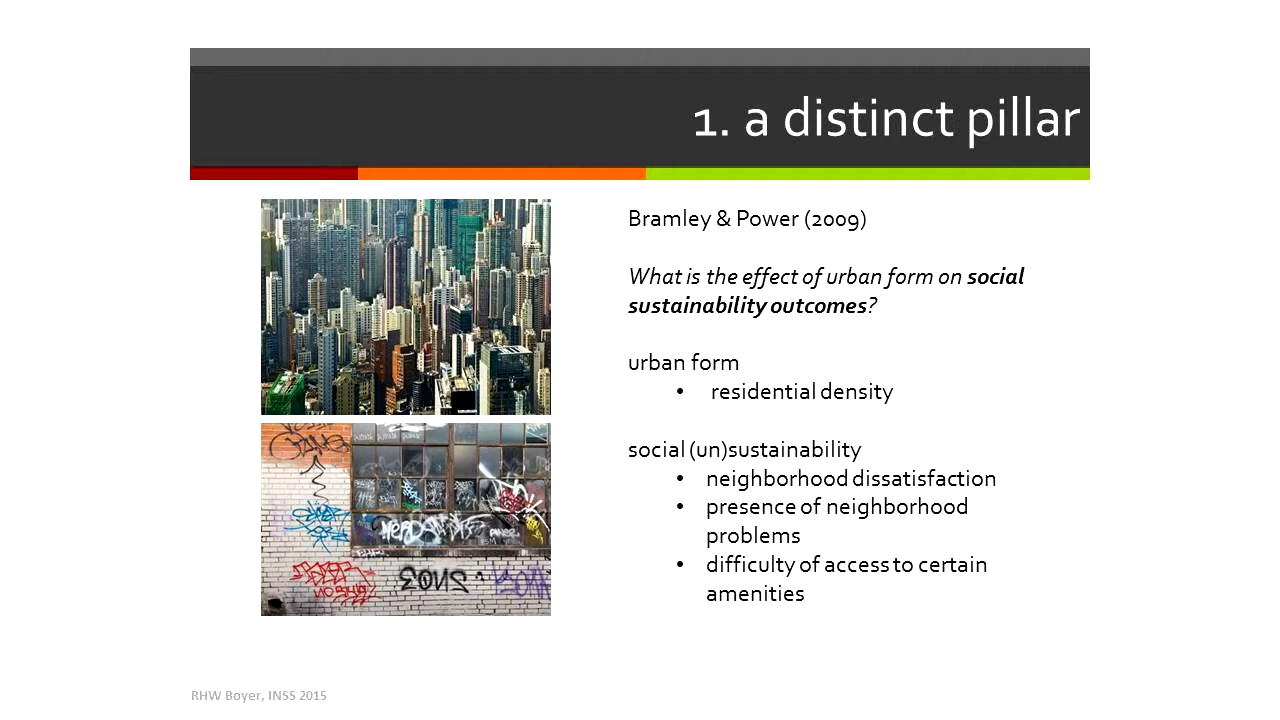 1. a distinct pillar
Bramley & Power (2009)
What is the effect of urban form on social
sustainability outcomes?
urban form
• residential density
social (un)sustainability
• neighborhood dissatisfaction
• presence of neighborhood
problems
• difficulty of access to certain
amenities
RHW Boyer, INSS 2015